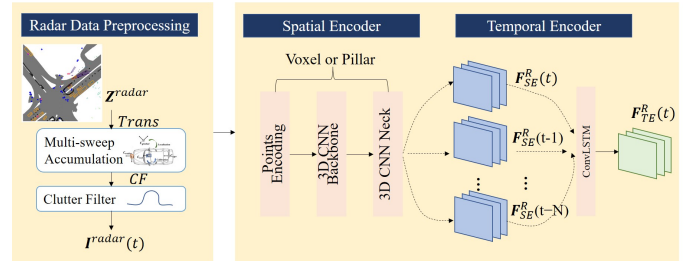 Radar Data Preprocessing
Z^radar
Trans
Multi-sweep
Accumulation
CF
Clutter Filter
I^radar(t)
Spatial Encoder
Voxel or Pillar
Points
Encoding
3D CNN
Backbone
3D CNN Neck
Temporal Encoder
F^R_SE(t)
F^R_SE(t-1)
F^R_SE(t−N)
ConvLSTM
F^R_TE(t)